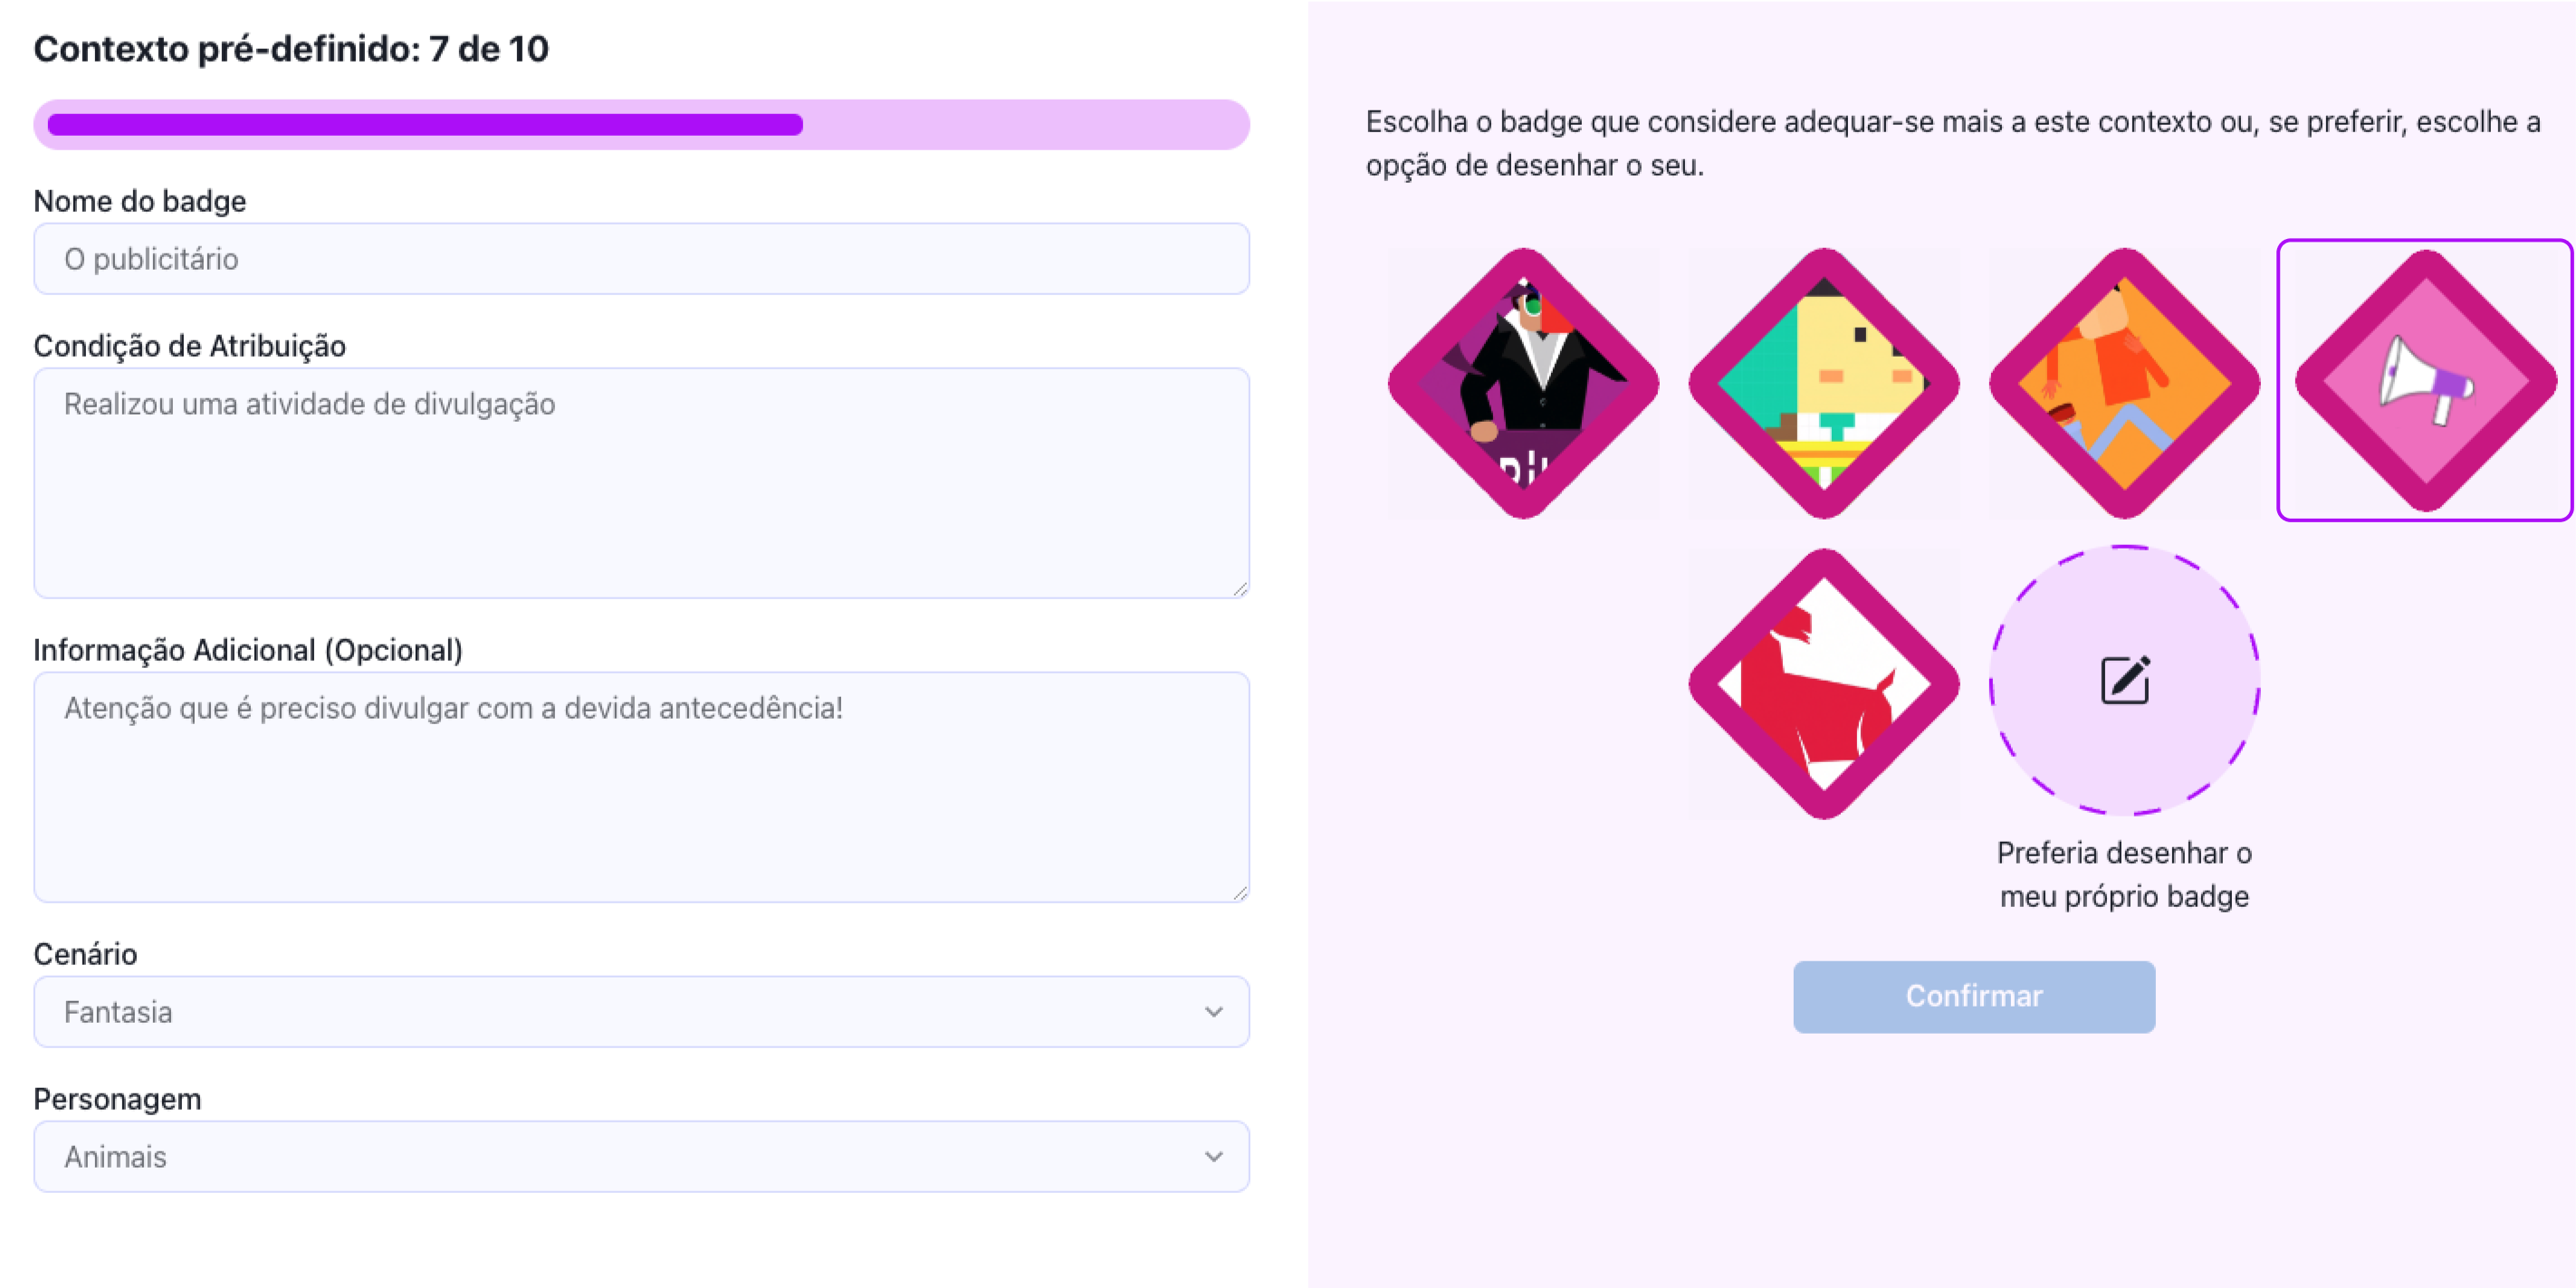 Contexto pré-definido: 7 de 10
Nome do badge
O publicitário
Condição de Atribuição
Realizou uma atividade de divulgação
Informação Adicional (Opcional)
Atenção que é preciso divulgar com a devida antecedência!
Cenário
Fantasia
Personagem
Animais
Escolha o badge que considere adequar-se mais a este contexto ou, se preferir, escolhe a
opção de desenhar o seu.
Preferia desenhar o
meu próprio badge
Confirmar